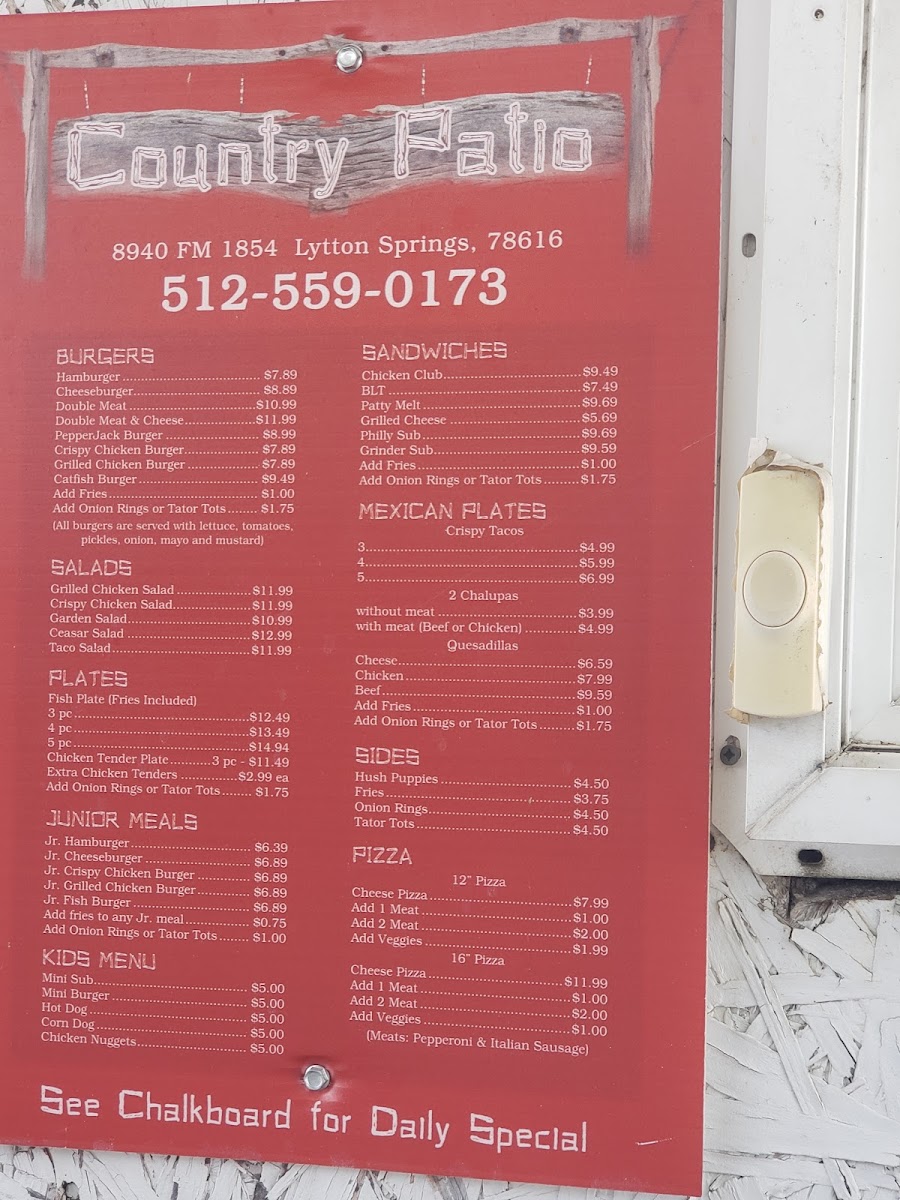 Country Patio
8940 FM 1854 Lytton Springs, 78616
512-559-0173
BURGERS
Hamburger $7.89
Cheeseburger $8.89
Double Meat $10.99
Double Meat & Cheese $11.99
PepperJack Burger $8.99
Crispy Chicken Burger $7.89
Grilled Chicken Burger $7.89
Catfish Burger $9.49
Add Fries $1.00
Add Onion Rings or Tator Tots $1.75
(All burgers are served with lettuce, tomatoes,
pickles, onion, mayo and mustard)
SALADS
Grilled Chicken Salad $11.99
Crispy Chicken Salad $11.99
Garden Salad $10.99
Ceasar Salad $12.99
Taco Salad $11.99
PLATES
Fish Plate (Fries Included)
3 pc $12.49
4 pc $13.49
5 pc $14.94
Chicken Tender Plate 3 pc - $11.49
Extra Chicken Tenders $2.99 ea
Add Onion Rings or Tator Tots $1.75
JUNIOR MEALS
Jr. Hamburger $6.39
Jr. Cheeseburger $6.89
Jr. Crispy Chicken Burger $6.89
Jr. Grilled Chicken Burger $6.89
Jr. Fish Burger $6.89
Add fries to any Jr. meal $0.75
Add Onion Rings or Tator Tots $1.00
KIDS MENU
Mini Sub $5.00
Mini Burger $5.00
Hot Dog $5.00
Corn Dog $5.00
Chicken Nuggets $5.00
SANDWICHES
Chicken Club $9.49
BLT $7.49
Patty Melt $9.69
Grilled Cheese $5.69
Philly Sub $9.69
Grinder Sub $9.59
Add Fries $1.00
Add Onion Rings or Tator Tots $1.75
MEXICAN PLATES
Crispy Tacos
3 $4.99
4 $5.99
5 $6.99
2 Chalupas
without meat $3.99
with meat (Beef or Chicken) $4.99
Quesadillas
Cheese $6.59
Chicken $7.99
Beef $9.59
Add Fries $1.00
Add Onion Rings or Tator Tots $1.75
SIDES
Hush Puppies $4.50
Fries $3.75
Onion Rings $4.50
Tator Tots $4.50
PIZZA
12" Pizza
Cheese Pizza $7.99
Add 1 Meat $1.00
Add 2 Meat $2.00
Add Veggies $1.99
16" Pizza
Cheese Pizza $11.99
Add 1 Meat $1.00
Add 2 Meat $2.00
Add Veggies $1.00
(Meats: Pepperoni & Italian Sausage)
See Chalkboard for Daily Special